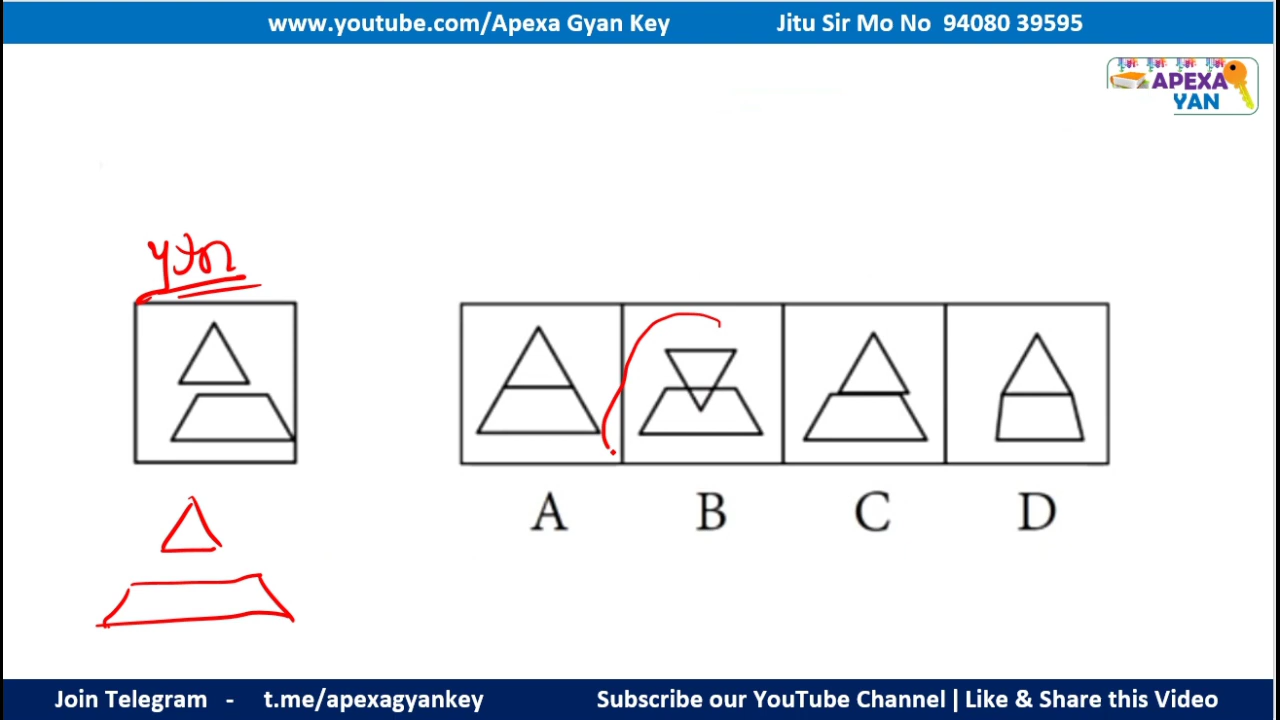 www.youtube.com/Apexa Gyan Key Jitu Sir Mo No 94080 39595
APEXA
YAN
A B C D
Join Telegram - t.me/apexagyankey Subscribe our YouTube Channel | Like & Share this Video